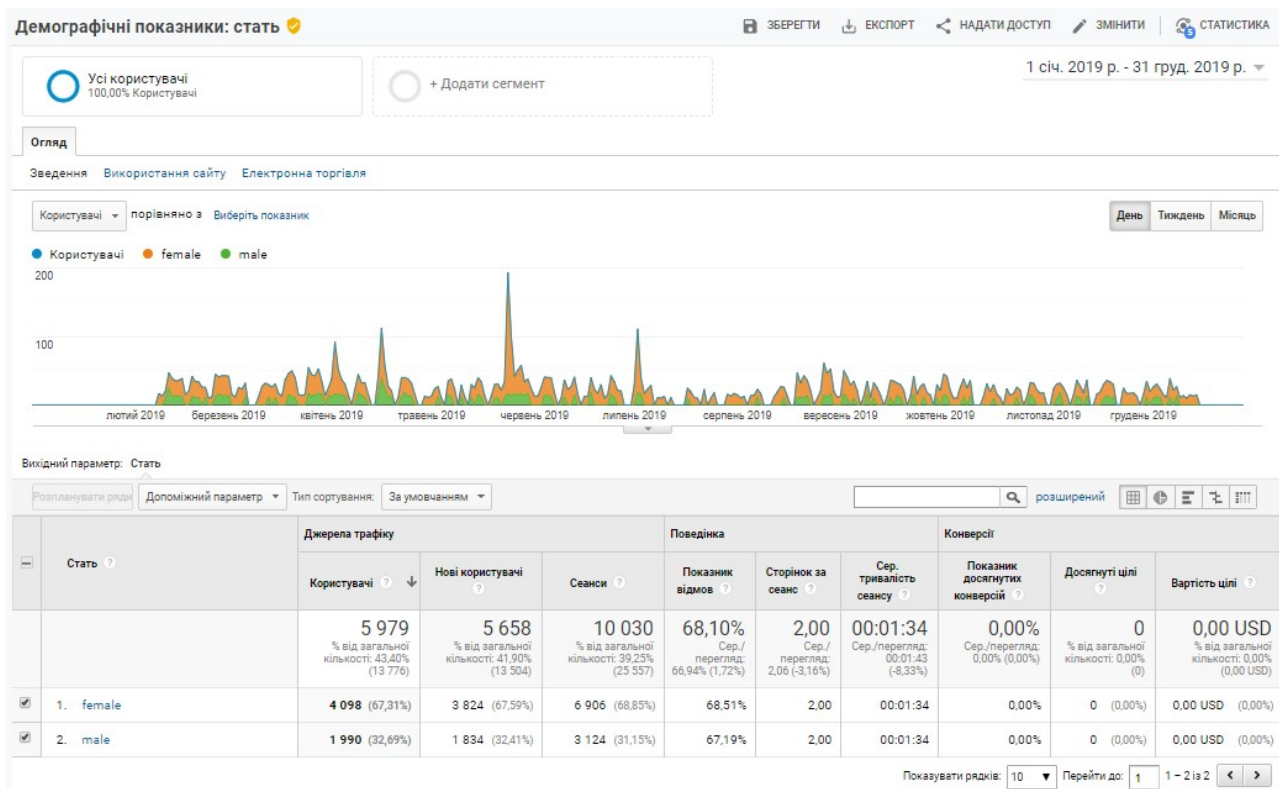 Демографічні показники: стать
ЗБЕРЕГТИ ЕКСПОРТ НАДАТИ ДОСТУП ЗМІНИТИ 5 СТАТИСТИКА
Усі користувачі
100,00% Користувачі
+ Додати сегмент
1 січ. 2019 р. - 31 груд. 2019 р.
Огляд
Зведення Використання сайту Електронна торгівля
Користувачі порівняно з Виберіть показник
День Тиждень Місяць
Користувачі female male
200
100
лютий 2019 березень 2019 квітень 2019 травень 2019 червень 2019 липень 2019 серпень 2019 вересень 2019 жовтень 2019 листопад 2019 грудень 2019
Вихідний параметр: Стать
Розпланувати ряди Допоміжний параметр Тип сортування: За умовчанням розширений
Джерела трафіку Поведінка Конверсії
Стать ?
Користувачі ?
Нові користувачі ?
Сеанси ?
Показник відмов ?
Сторінок за сеанс ?
Сер. тривалість сеансу ?
Показник досягнутих конверсій ?
Досягнуті цілі ?
Вартість цілі ?
5 979
% від загальної
кількості: 43,40%
(13 776)
5 658
% від загальної
кількості: 41,90%
(13 504)
10 030
% від загальної
кількості: 39,25%
(25 557)
68,10%
Сер./
перегляд:
66,94% (1,72%)
2,00
Сер./
перегляд:
2,06 (-3,16%)
00:01:34
Сер./перегляд:
00:01:43
(-8,33%)
0,00%
Сер./перегляд:
0,00% (0,00%)
0
% від загальної
кількості: 0,00%
(0)
0,00 USD
% від загальної
кількості: 0,00%
(0,00 USD)
1. female 4 098 (67,31%) 3 824 (67,59%) 6 906 (68,85%) 68,51% 2,00 00:01:34 0,00% 0 (0,00%) 0,00 USD (0,00%)
2. male 1 990 (32,69%) 1 834 (32,41%) 3 124 (31,15%) 67,19% 2,00 00:01:34 0,00% 0 (0,00%) 0,00 USD (0,00%)
Показувати рядків: 10 Перейти до: 1 1 – 2 із 2